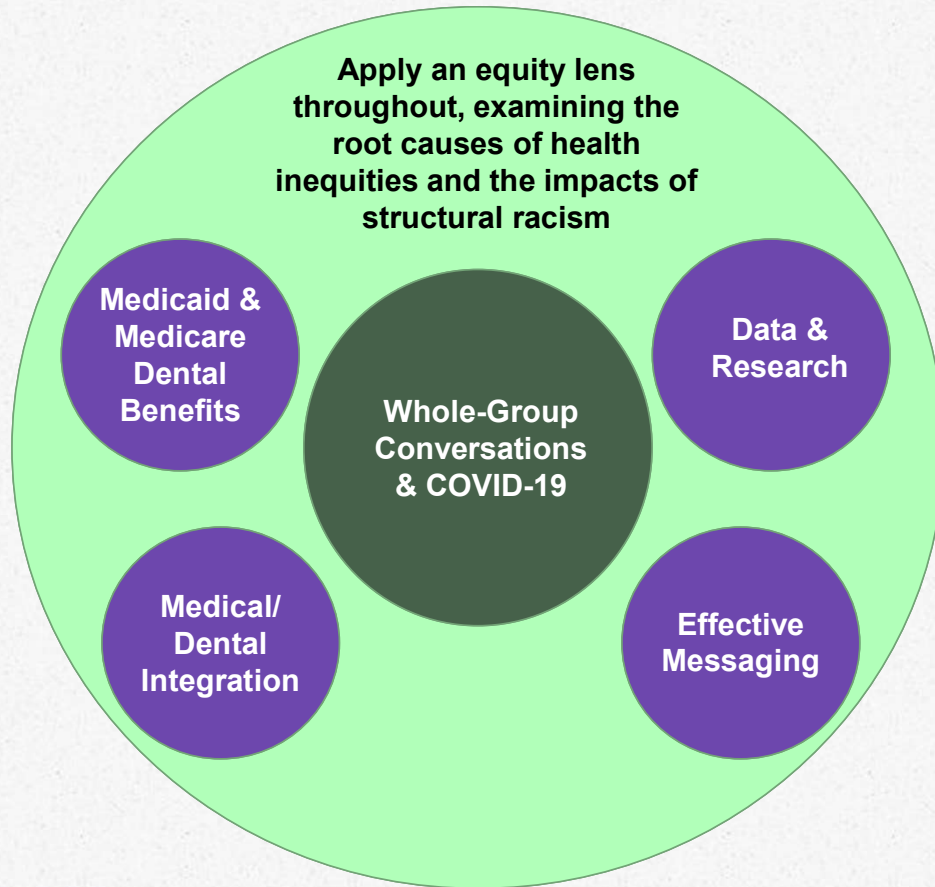 Apply an equity lens
throughout, examining the
root causes of health
inequities and the impacts of
structural racism
Medicaid &
Medicare
Dental
Benefits
Data &
Research
Whole-Group
Conversations
& COVID-19
Medical/
Dental
Integration
Effective
Messaging